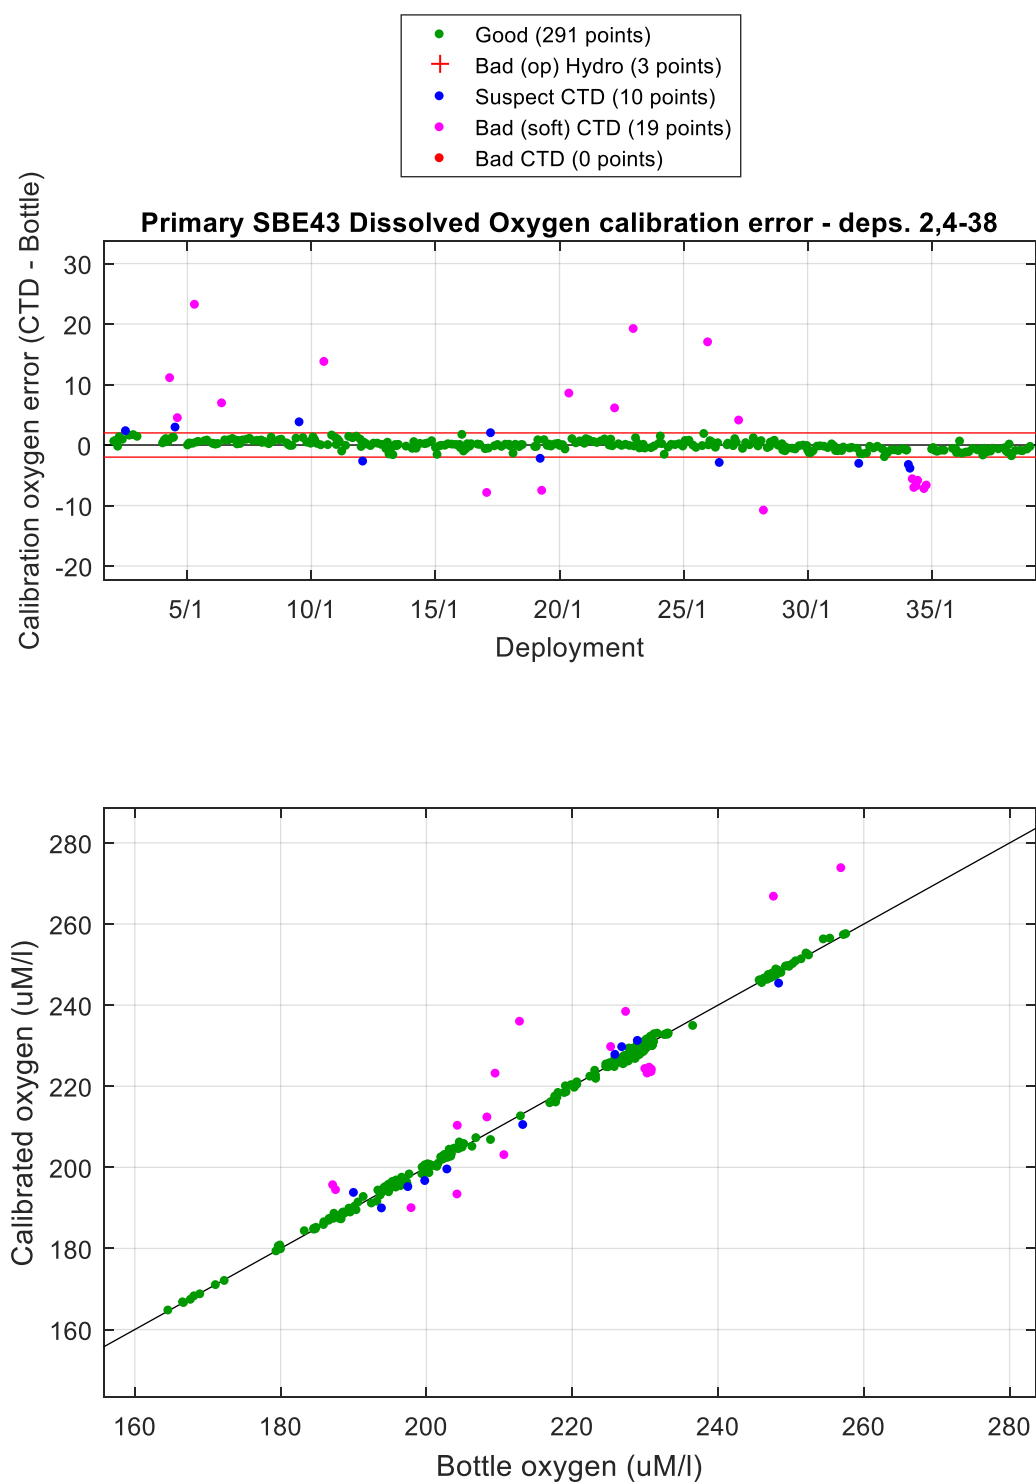 Good (291 points)
Bad (op) Hydro (3 points)
Suspect CTD (10 points)
Bad (soft) CTD (19 points)
Bad CTD (0 points)
Primary SBE43 Dissolved Oxygen calibration error - deps. 2,4-38
Calibration oxygen error (CTD - Bottle)
30
20
10
0
-10
-20
5/1 10/1 15/1 20/1 25/1 30/1 35/1
Deployment
Calibrated oxygen (uM/l)
280
260
240
220
200
180
160
160 180 200 220 240 260 280
Bottle oxygen (uM/l)